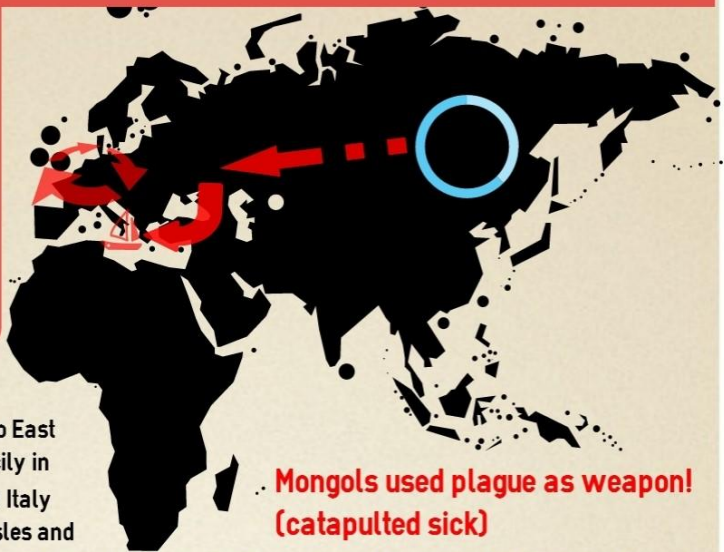 o East
ily in
Italy
sles and
Mongols used plague as weapon!
(catapulted sick)